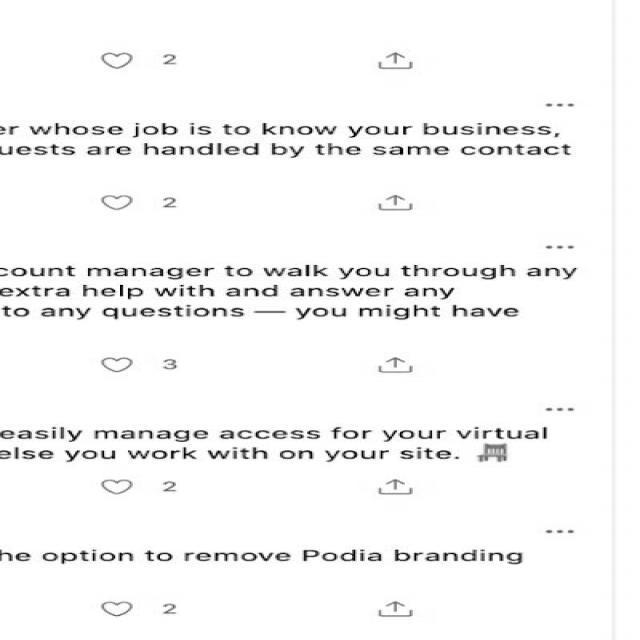 2
er whose job is to know your business,
uests are handled by the same contact
2
count manager to walk you through any
extra help with and answer any
to any questions — you might have
3
easily manage access for your virtual
else you work with on your site.
2
he option to remove Podia branding
2